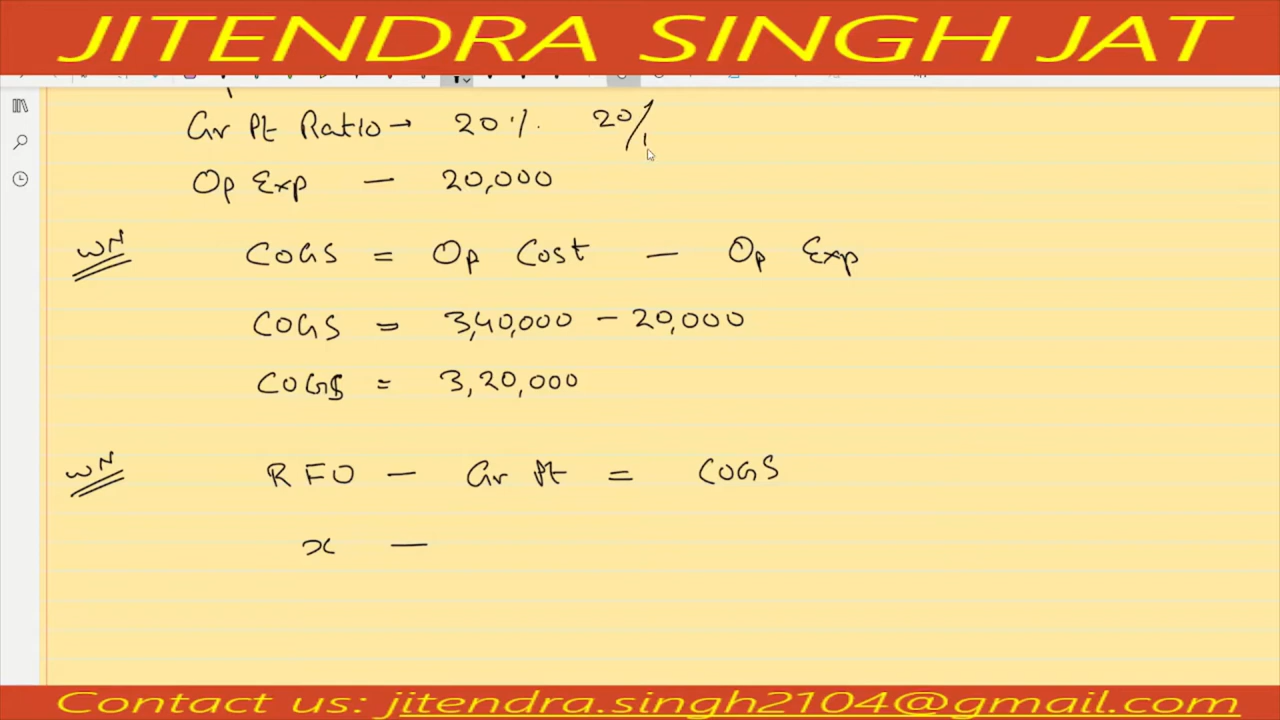 JITENDRA SINGH JAT
Gr Pt Ratio → 20%. 20/1
Op Exp — 20,000
WN COGS = Op Cost — Op Exp
COGS = 3,40,000 - 20,000
COGS = 3,20,000
WN RFO — Gr Pt = COGS
x —
Contact us: jitendra.singh2104@gmail.com